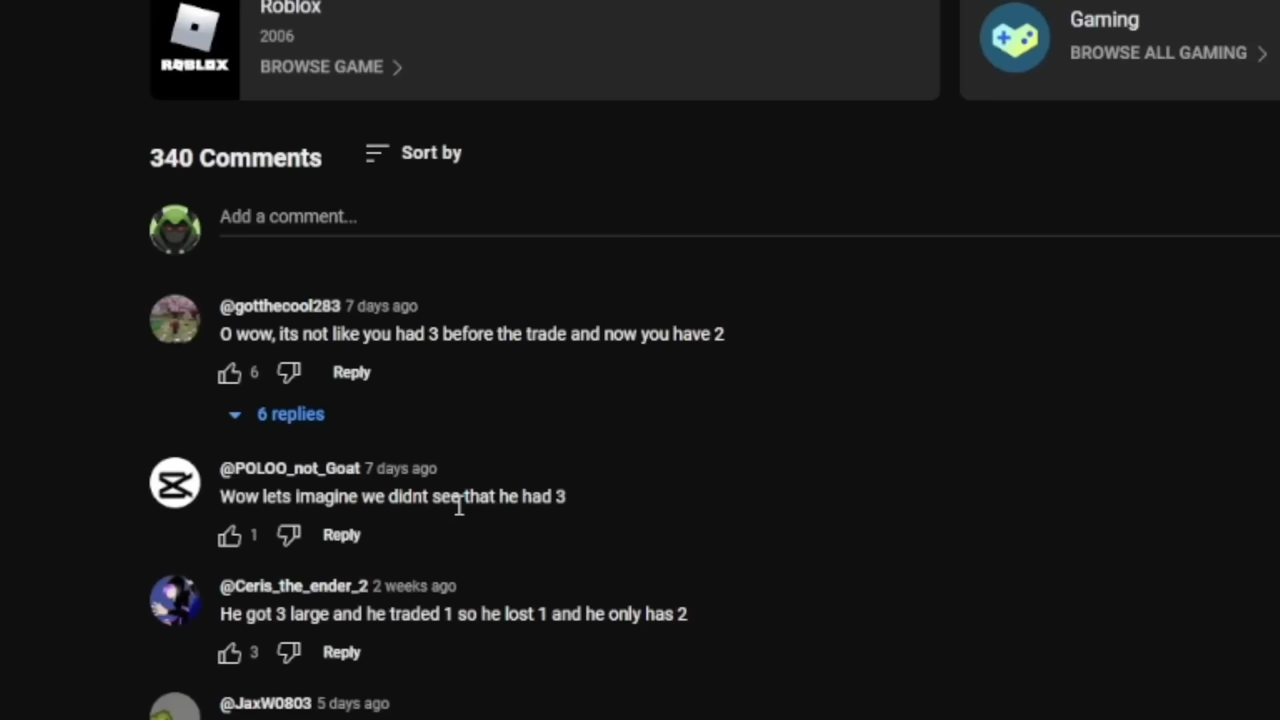 Roblox
2006
BROWSE GAME
ROBLOX
Gaming
BROWSE ALL GAMING
340 Comments
Sort by
Add a comment...
@gotthecool283 7 days ago
O wow, its not like you had 3 before the trade and now you have 2
6
Reply
6 replies
@POLOO_not_Goat 7 days ago
Wow lets imagine we didnt see that he had 3
1
Reply
@Ceris_the_ender_2 2 weeks ago
He got 3 large and he traded 1 so he lost 1 and he only has 2
3
Reply
@JaxW0803 5 days ago